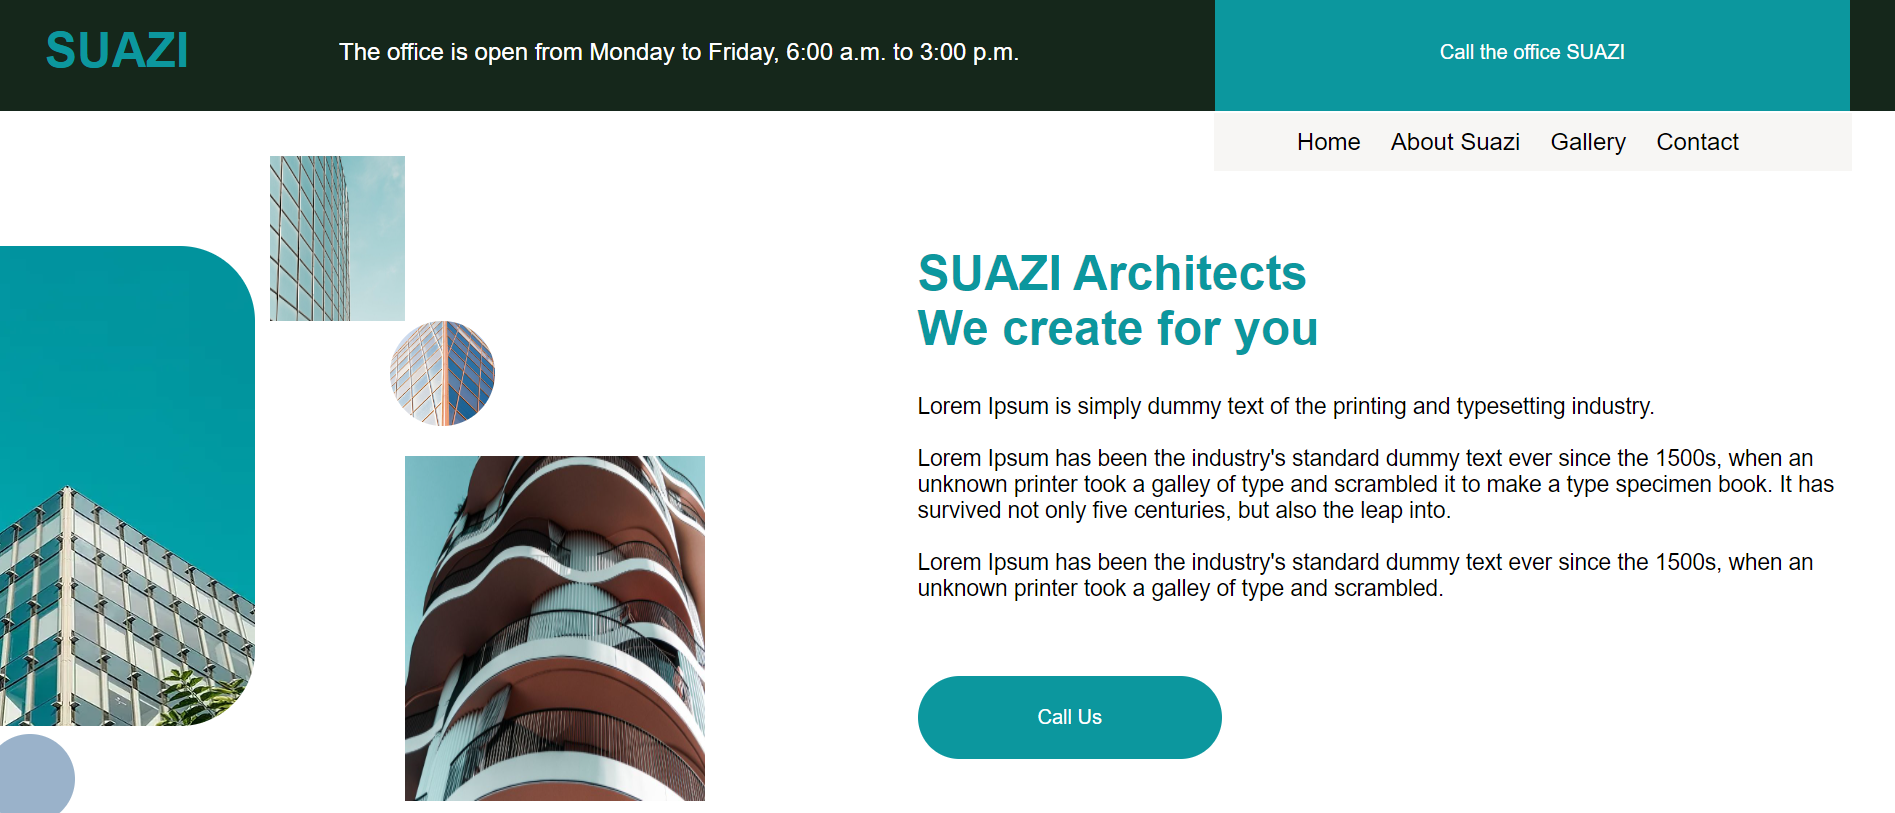 SUAZI
The office is open from Monday to Friday, 6:00 a.m. to 3:00 p.m.
Call the office SUAZI
Home About Suazi Gallery Contact
SUAZI Architects
We create for you
Lorem Ipsum is simply dummy text of the printing and typesetting industry.
Lorem Ipsum has been the industry's standard dummy text ever since the 1500s, when an
unknown printer took a galley of type and scrambled it to make a type specimen book. It has
survived not only five centuries, but also the leap into.
Lorem Ipsum has been the industry's standard dummy text ever since the 1500s, when an
unknown printer took a galley of type and scrambled.
Call Us